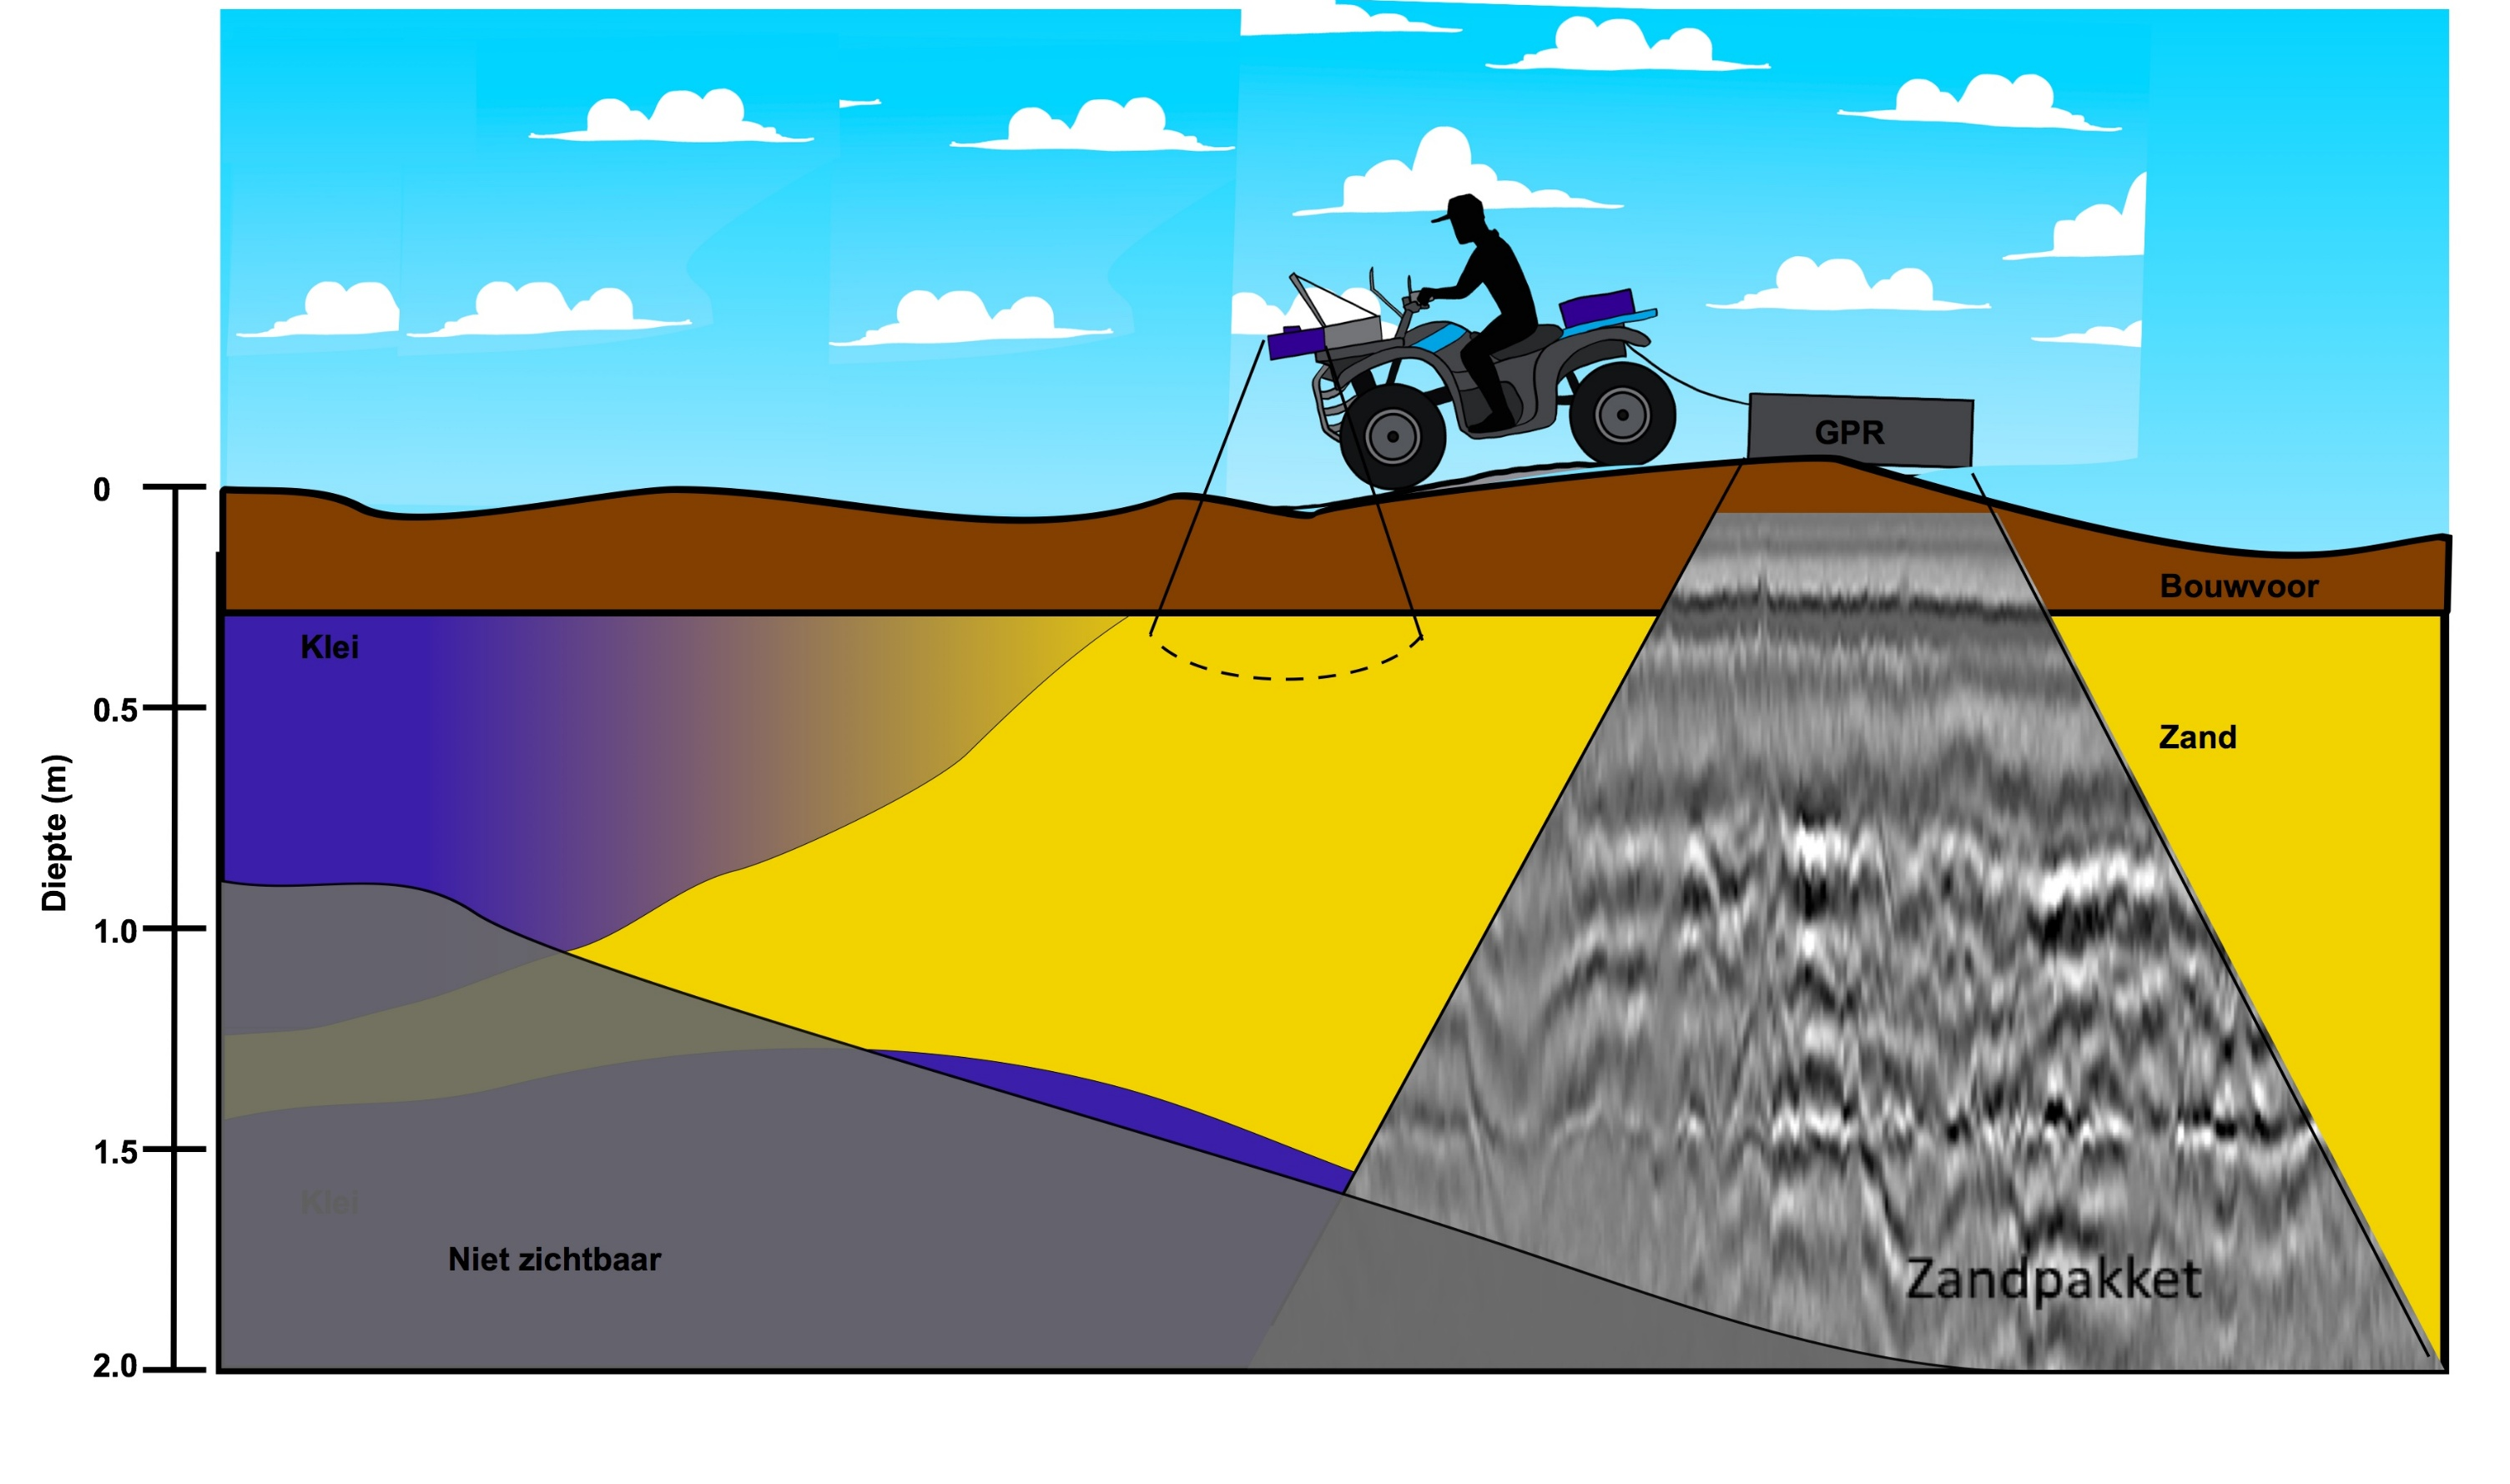 GPR
0
Bouwvoor
Klei
0.5
Zand
Diepte (m)
1.0
1.5
Klei
Niet zichtbaar
Zandpakket
2.0